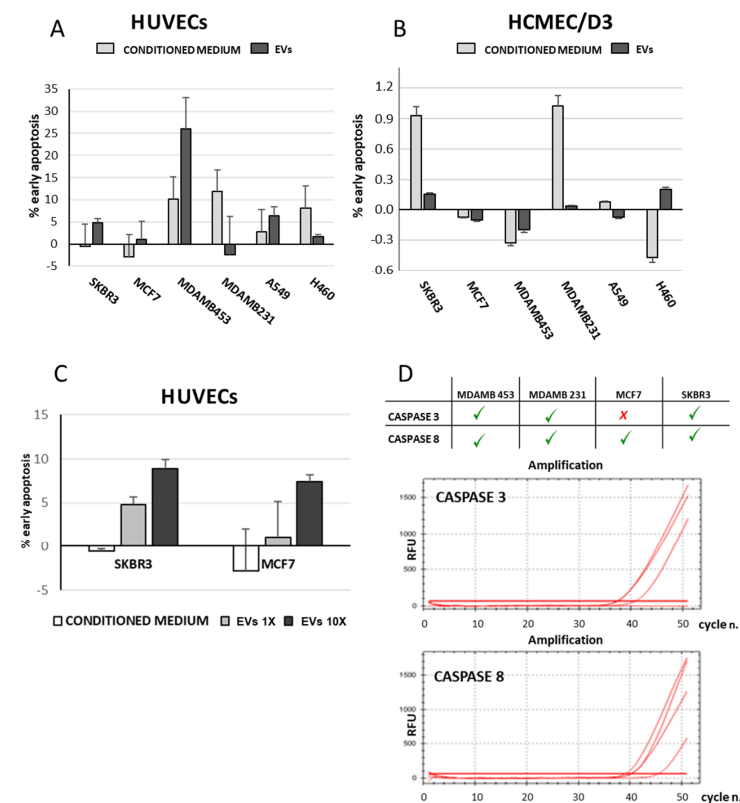 A
HUVECs
CONDITIONED MEDIUM EVs
% early apoptosis
35
30
25
20
15
10
5
0
-5
SKBR3 MCF7 MDAMB453 MDAMB231 A549 H460
B
HCMEC/D3
CONDITIONED MEDIUM EVs
% early apoptosis
1.2
0.9
0.6
0.3
0.0
-0.3
-0.6
SKBR3 MCF7 MDAMB453 MDAMB231 A549 H460
C
HUVECs
% early apoptosis
15
10
5
0
-5
SKBR3 MCF7
CONDITIONED MEDIUM EVs 1X EVs 10X
D
MDAMB 453 MDAMB 231 MCF7 SKBR3
CASPASE 3 ✓ ✓ X ✓
CASPASE 8 ✓ ✓ ✓ ✓
Amplification
CASPASE 3
RFU
1500
1000
500
0
0 10 20 30 40 50 cycle n.
Amplification
CASPASE 8
RFU
1500
1000
500
0
0 10 20 30 40 50 cycle n.